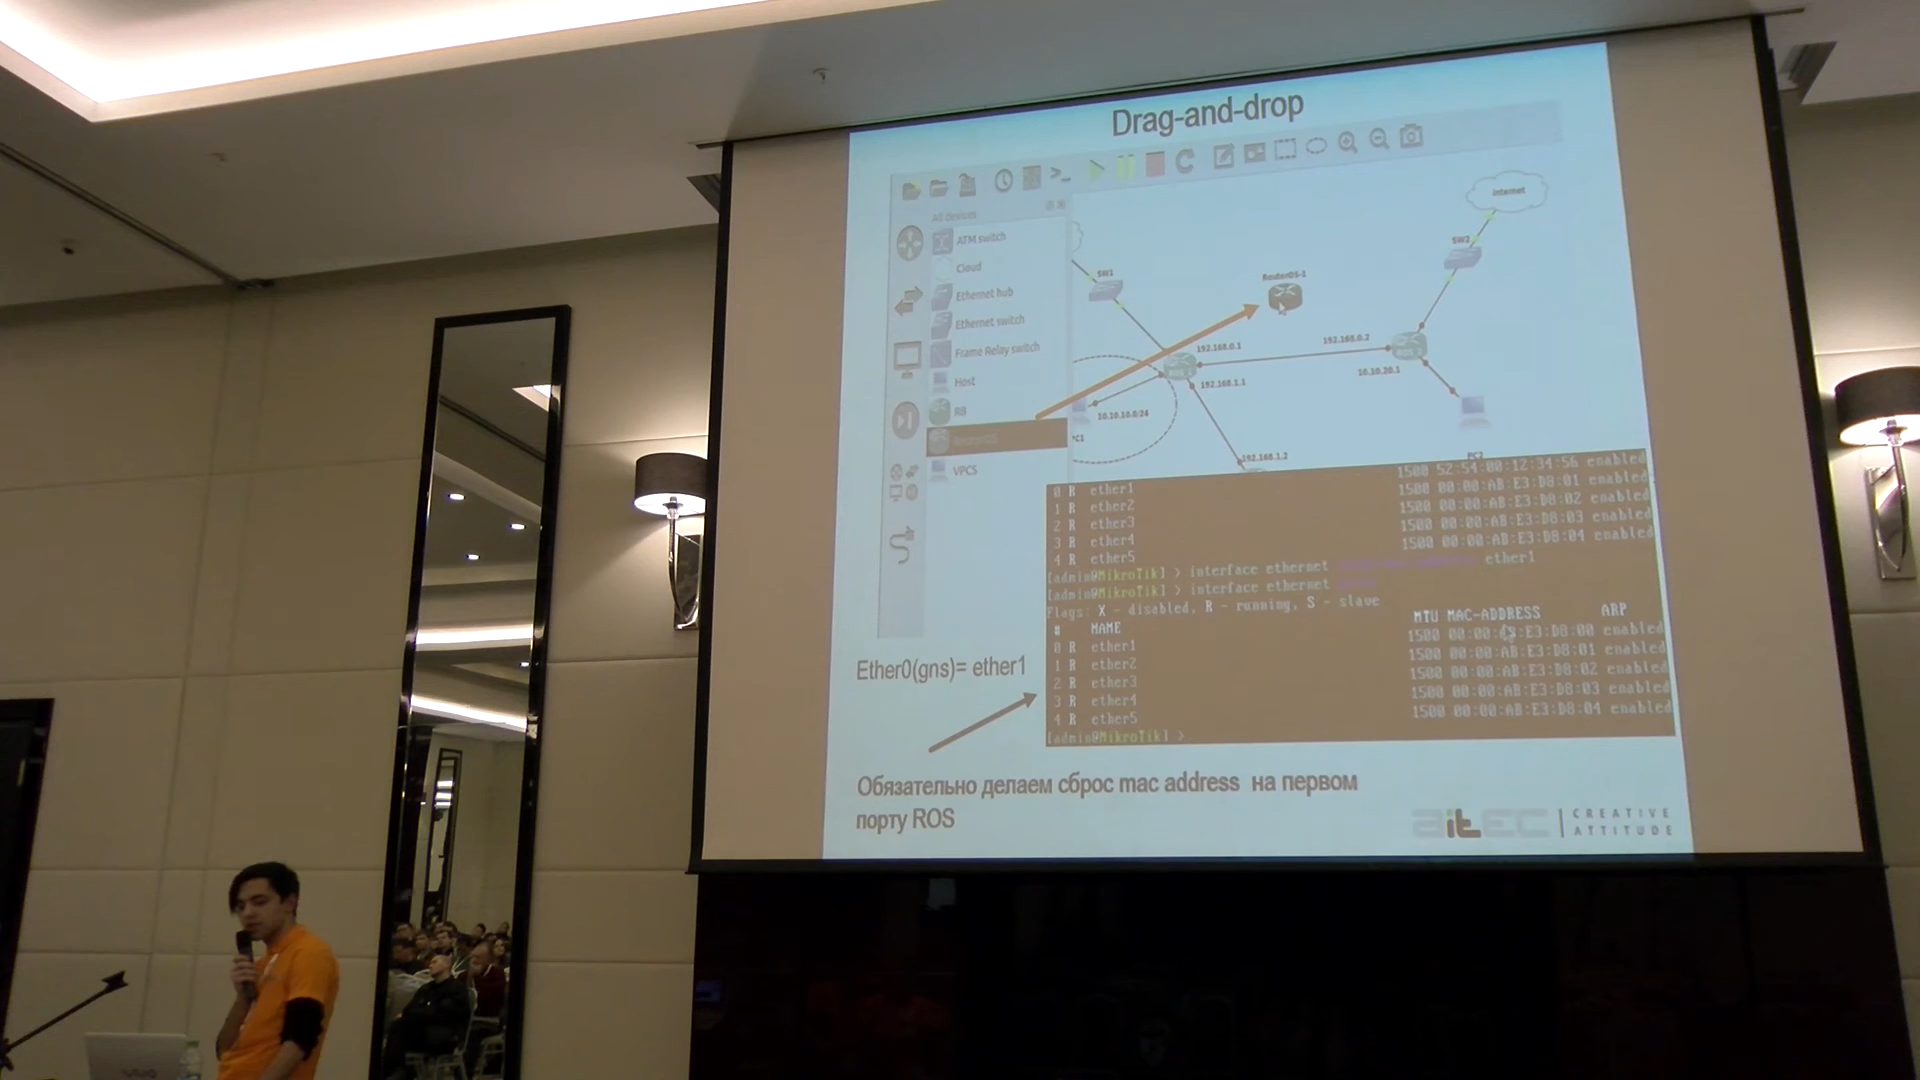 Drag-and-drop
All devices
ATM switch
Cloud
Ethernet hub
Ethernet switch
Frame Relay switch
Host
RB
RouterOS
VPCS
Internet
SW2
SW1
RouterOS-1
192.168.0.1
192.168.0.2
192.168.1.1
10.10.20.1
10.10.10.0/24
PC1
192.168.1.2
PC2
0 R ether1 1500 52:54:00:12:34:56 enabled
1 R ether2 1500 00:00:AB:E3:D8:01 enabled
2 R ether3 1500 00:00:AB:E3:D8:02 enabled
3 R ether4 1500 00:00:AB:E3:D8:03 enabled
4 R ether5 1500 00:00:AB:E3:D8:04 enabled
[admin@MikroTik] > interface ethernet ether1
[admin@MikroTik] > interface ethernet
Flags: X - disabled, R - running, S - slave
# NAME MTU MAC-ADDRESS ARP
0 R ether1 1500 00:00:AB:E3:D8:00 enabled
1 R ether2 1500 00:00:AB:E3:D8:01 enabled
2 R ether3 1500 00:00:AB:E3:D8:02 enabled
3 R ether4 1500 00:00:AB:E3:D8:03 enabled
4 R ether5 1500 00:00:AB:E3:D8:04 enabled
[admin@MikroTik] >
Ether0(gns)= ether1
Обязательно делаем сброс mac address на первом
порту ROS
aitec
CREATIVE
ATTITUDE